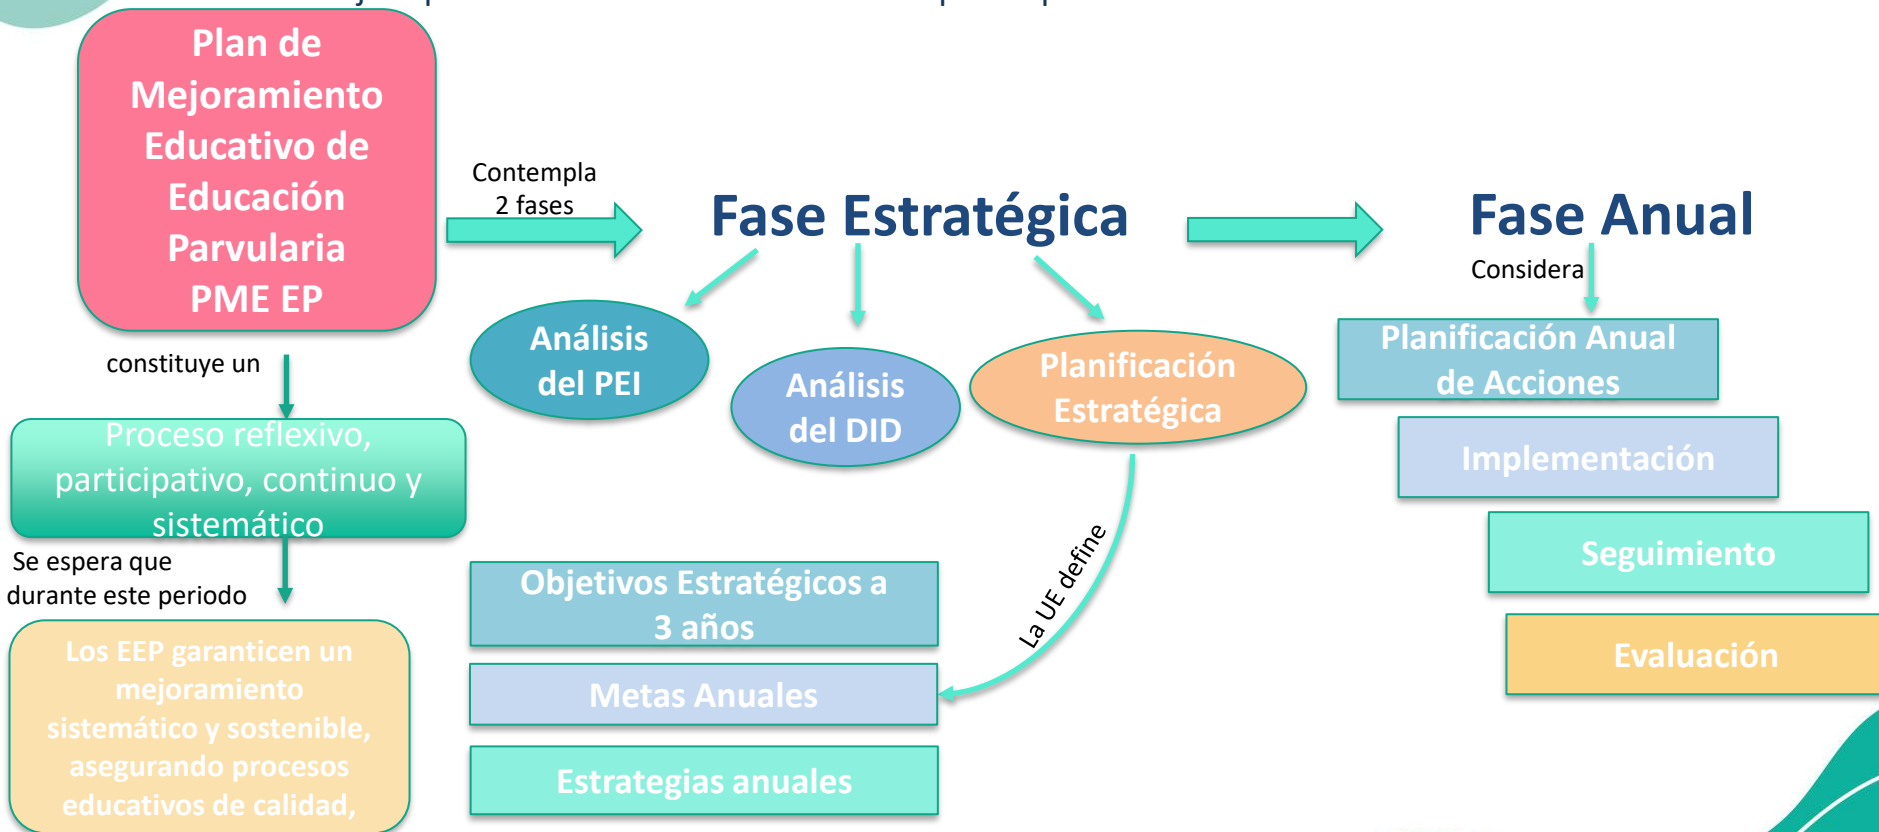 Plan de
Mejoramiento
Educativo de
Educación
Parvularia
PME EP
constituye un
Proceso reflexivo,
participativo, continuo y
sistemático
Se espera que
durante este periodo
Los EEP garanticen un
mejoramiento
sistemático y sostenible,
asegurando procesos
educativos de calidad,
Contempla
2 fases
Fase Estratégica
Análisis
del PEI
Análisis
del DID
Planificación
Estratégica
La UE define
Objetivos Estratégicos a
3 años
Metas Anuales
Estrategias anuales
Fase Anual
Considera
Planificación Anual
de Acciones
Implementación
Seguimiento
Evaluación